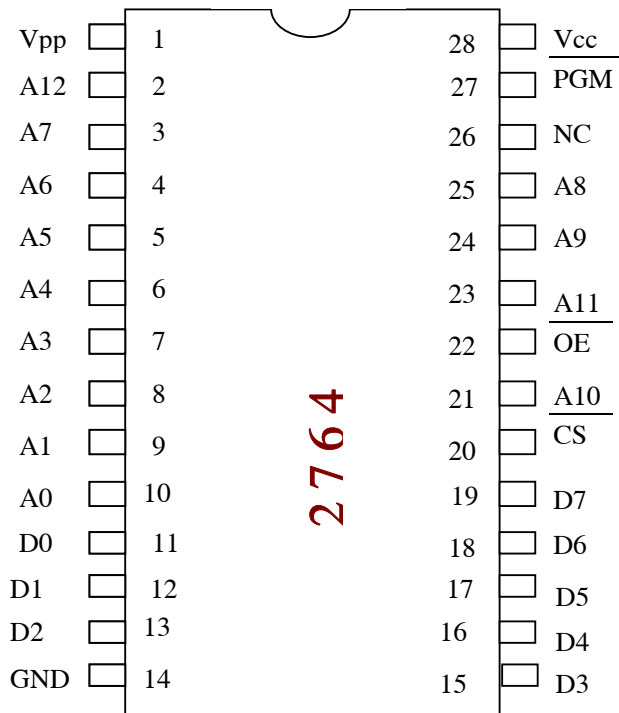 Vpp 1 28 Vcc
A12 2 27 PGM
A7 3 26 NC
A6 4 25 A8
A5 5 24 A9
A4 6 23 A11
A3 7 22 OE
A2 8 21 A10
A1 9 20 CS
A0 10 19 D7
D0 11 18 D6
D1 12 17 D5
D2 13 16 D4
GND 14 15 D3
2764